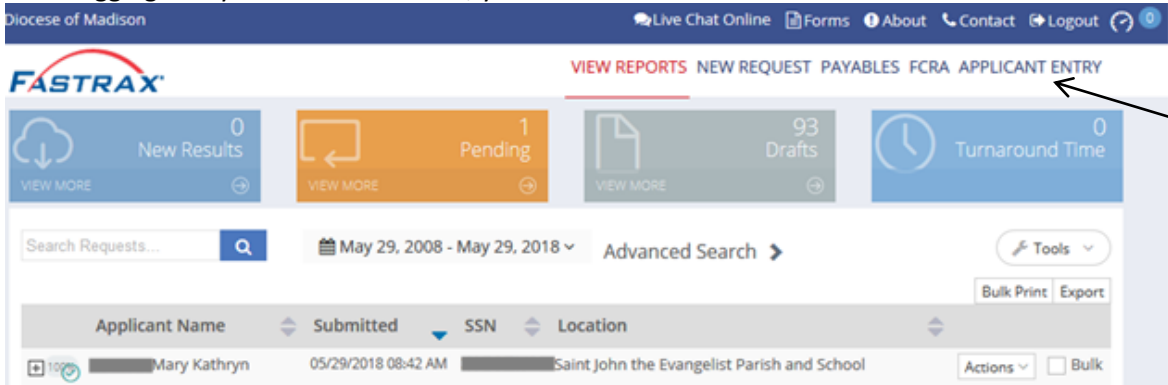 Diocese of Madison Live Chat Online Forms About Contact Logout 0
FASTRAX
VIEW REPORTS NEW REQUEST PAYABLES FCRA APPLICANT ENTRY
0 1 93 0
New Results Pending Drafts Turnaround Time
VIEW MORE VIEW MORE VIEW MORE
Search Requests... May 29, 2008 - May 29, 2018 Advanced Search Tools
Bulk Print Export
Applicant Name Submitted SSN Location
100% Mary Kathryn 05/29/2018 08:42 AM Saint John the Evangelist Parish and School Actions Bulk